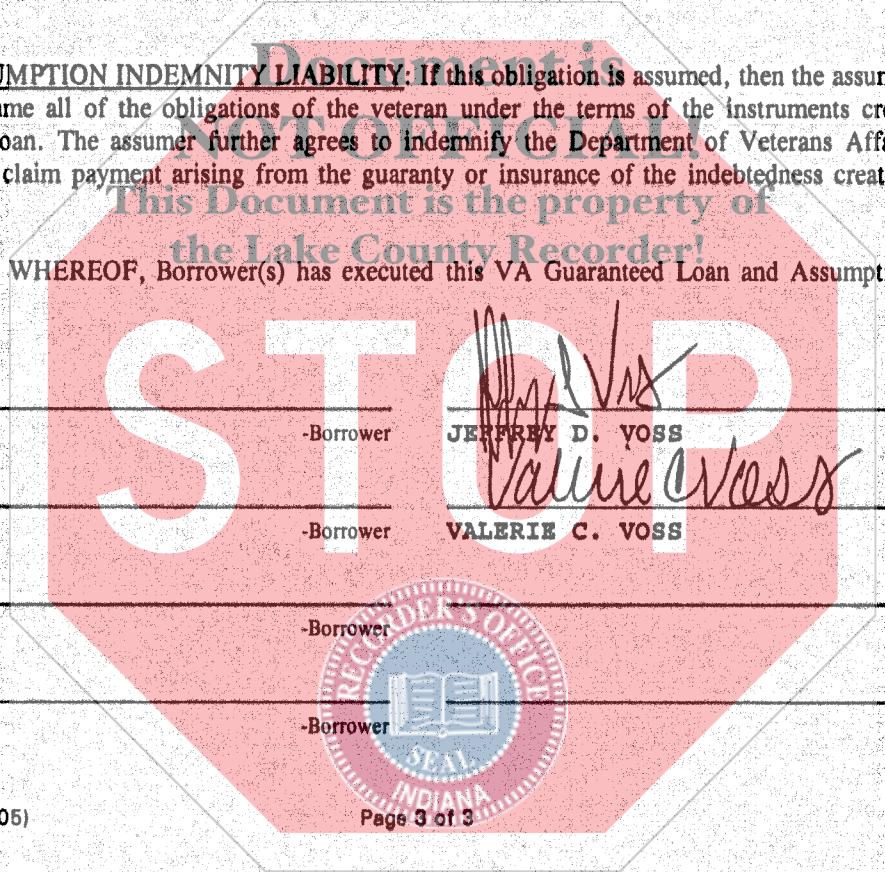 Document is
UMPTION INDEMNITY LIABILITY: If this obligation is assumed, then the assur
me all of the obligations of the veteran under the terms of the instruments cre
NOT OFFICIAL!
oan. The assumer further agrees to indemnify the Department of Veterans Affa
claim payment arising from the guaranty or insurance of the indebtedness creat
This Document is the property of
the Lake County Recorder!
WHEREOF, Borrower(s) has executed this VA Guaranteed Loan and Assumpt
STOP
-Borrower JEFFREY D. VOSS
Valerie C Voss
-Borrower VALERIE C. VOSS
-Borrower
RECORDER'S OFFICE
-Borrower
SEAL
INDIANA
05) Page 3 of 3